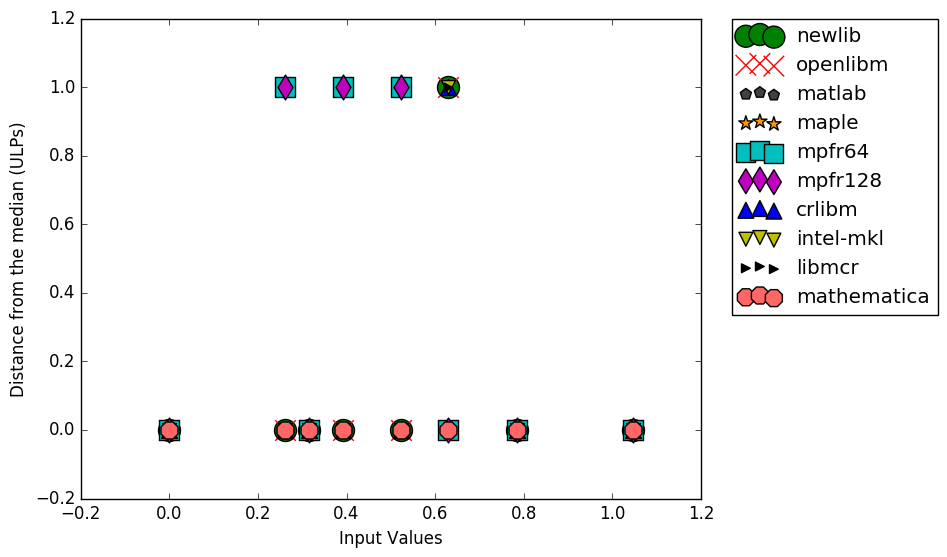 1.2
1.0
0.8
0.6
0.4
0.2
0.0
−0.2
−0.2
0.0
0.2
0.4
0.6
0.8
1.0
1.2
Distance from the median (ULPs)
Input Values
newlib
openlibm
matlab
maple
mpfr64
mpfr128
crlibm
intel-mkl
libmcr
mathematica